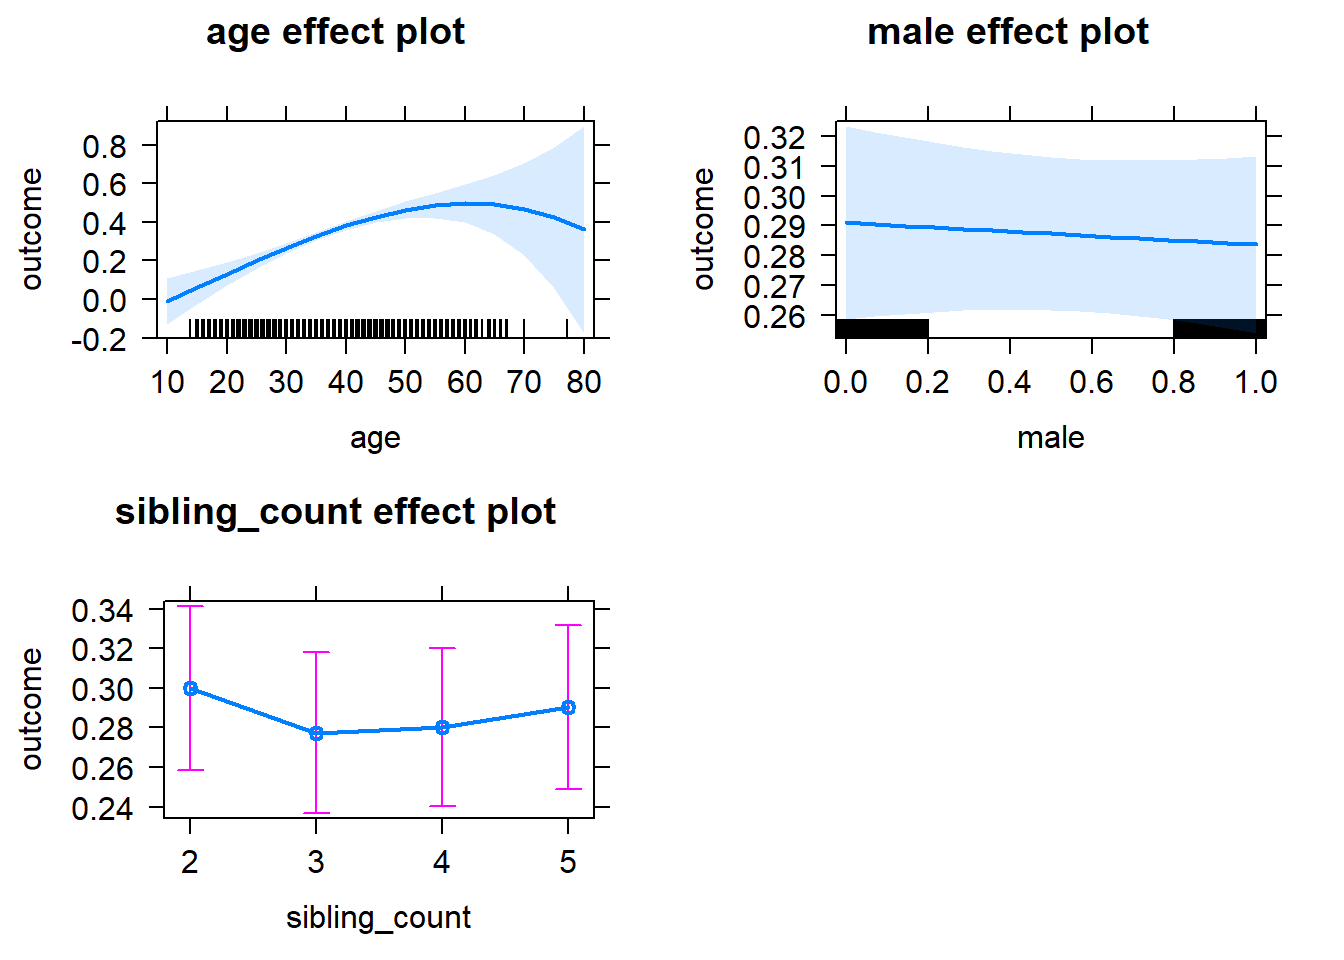 age effect plot
outcome
0.8
0.6
0.4
0.2
0.0
-0.2
10 20 30 40 50 60 70 80
age
male effect plot
outcome
0.32
0.31
0.30
0.29
0.28
0.27
0.26
0.0 0.2 0.4 0.6 0.8 1.0
male
sibling_count effect plot
outcome
0.34
0.32
0.30
0.28
0.26
0.24
2 3 4 5
sibling_count